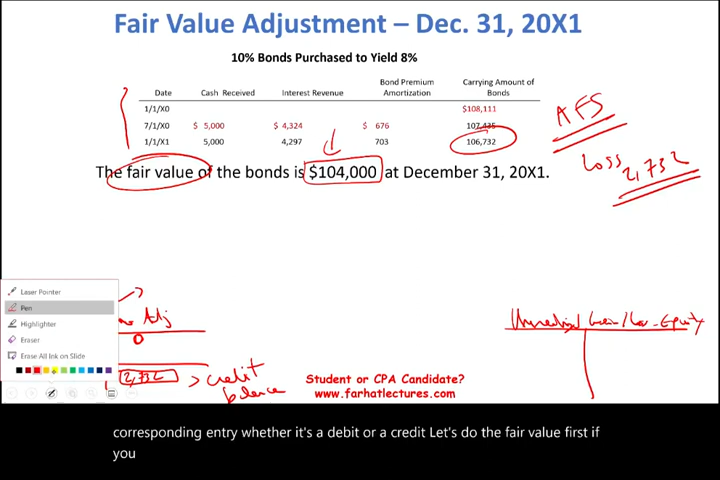 Fair Value Adjustment – Dec. 31, 20X1
10% Bonds Purchased to Yield 8%
Date Cash Received Interest Revenue Bond Premium Amortization Carrying Amount of Bonds
1/1/X0 $108,111
7/1/X0 $ 5,000 $ 4,324 $ 676 107,435
1/1/X1 5,000 4,297 703 106,732
AFS
Loss
2,732
The fair value of the bonds is $104,000 at December 31, 20X1.
Laser Pointer
Pen
Highlighter
Eraser
Erase All Ink on Slide
Adj
0
2,732 > credit balance
Unrealized Gain/Loss - Equity
Student or CPA Candidate?
www.farhatlectures.com
corresponding entry whether it's a debit or a credit Let's do the fair value first if
you